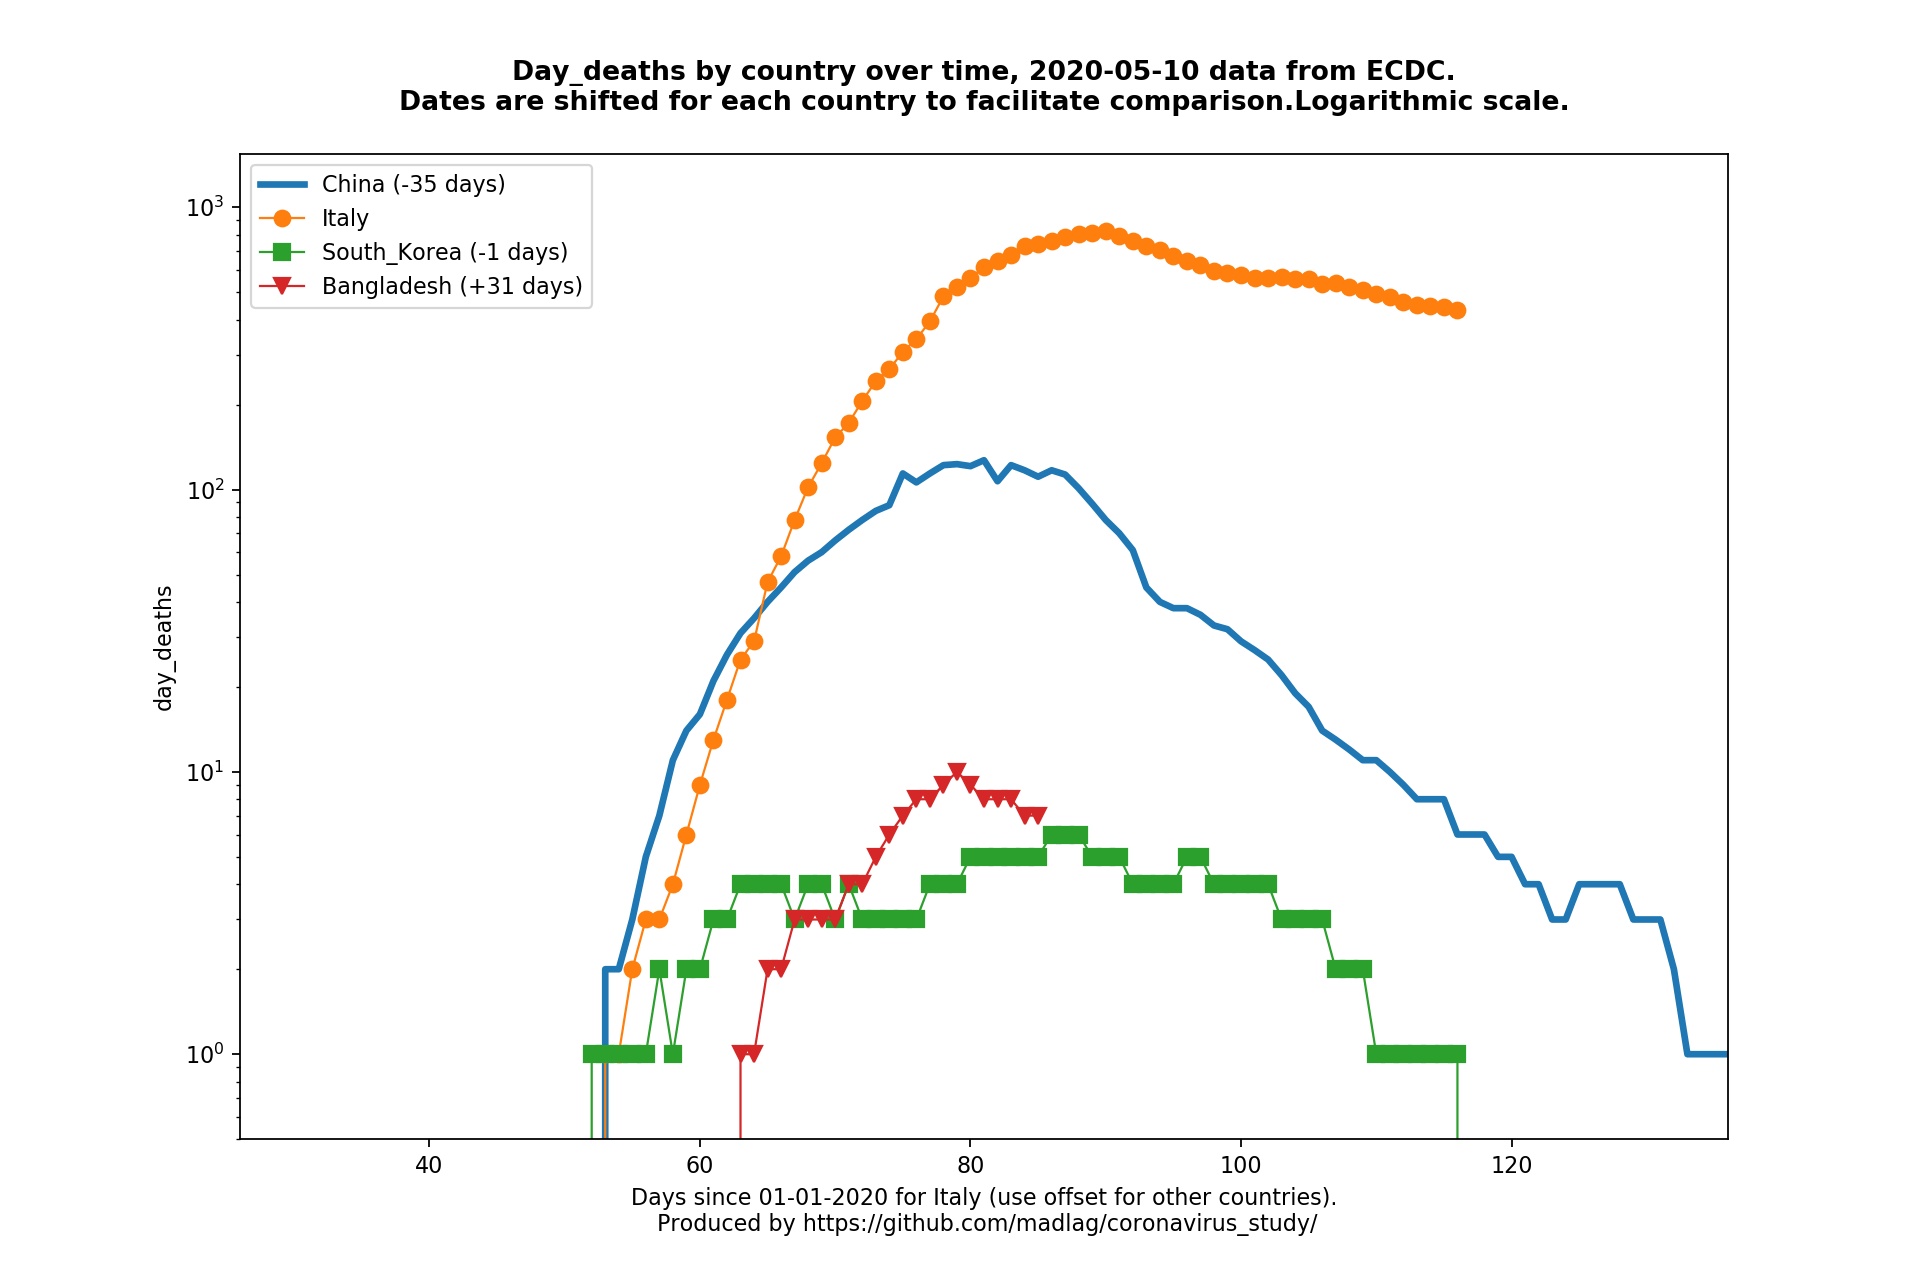 Day_deaths by country over time, 2020-05-10 data from ECDC.
Dates are shifted for each country to facilitate comparison.Logarithmic scale.
China (-35 days)
Italy
South_Korea (-1 days)
Bangladesh (+31 days)
10³
10²
10¹
10⁰
day_deaths
40 60 80 100 120
Days since 01-01-2020 for Italy (use offset for other countries).
Produced by https://github.com/madlag/coronavirus_study/